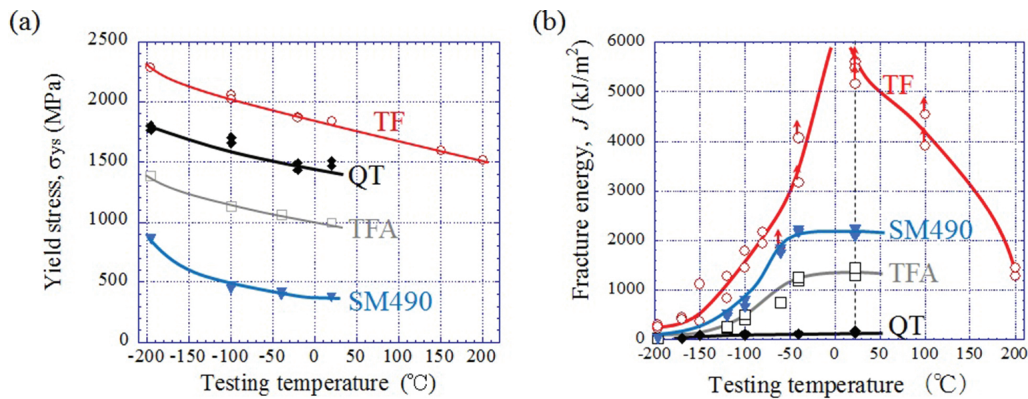 (a)
Yield stress, σys (MPa)
2500
2000
1500
1000
500
0
TF
QT
TFA
SM490
-200 -150 -100 -50 0 50 100 150 200
Testing temperature (℃)
(b)
Fracture energy, J (kJ/m²)
6000
5000
4000
3000
2000
1000
0
TF
SM490
TFA
QT
-200 -150 -100 -50 0 50 100 150 200
Testing temperature (℃)